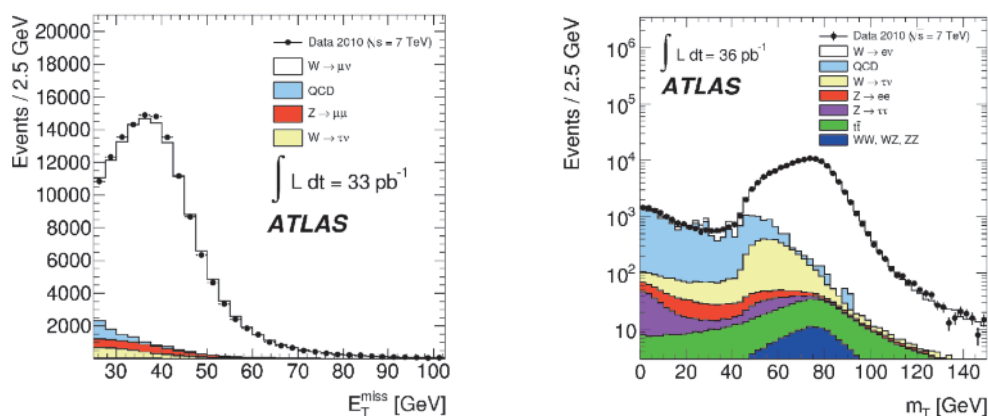 Events / 2.5 GeV
20000
18000
16000
14000
12000
10000
8000
6000
4000
2000
Data 2010 (√s = 7 TeV)
W → μν
QCD
Z → μμ
W → τν
∫ L dt = 33 pb⁻¹
ATLAS
30 40 50 60 70 80 90 100
E_T^miss [GeV]
Events / 2.5 GeV
10⁶
10⁵
10⁴
10³
10²
10
∫ L dt = 36 pb⁻¹
ATLAS
Data 2010 (√s = 7 TeV)
W → eν
QCD
W → τν
Z → ee
Z → ττ
tt̄
WW, WZ, ZZ
0 20 40 60 80 100 120 140
m_T [GeV]